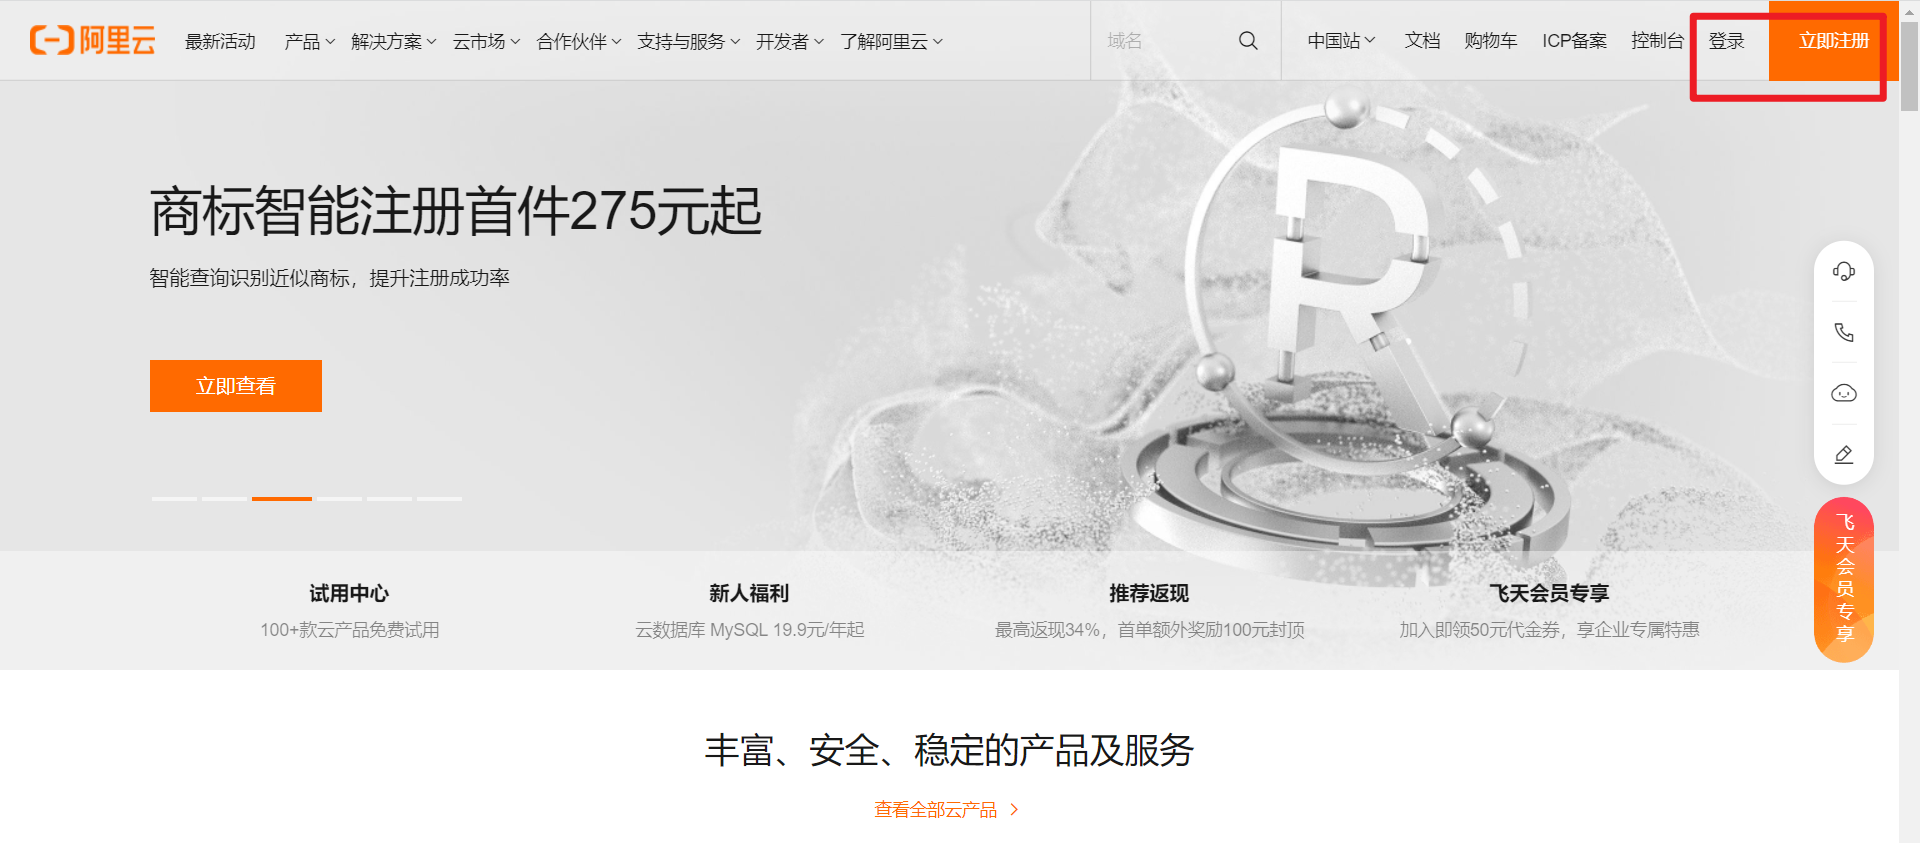 阿里云 最新活动 产品 解决方案 云市场 合作伙伴 支持与服务 开发者 了解阿里云 域名 中国站 文档 购物车 ICP备案 控制台 登录 立即注册
商标智能注册首件275元起
智能查询识别近似商标，提升注册成功率
立即查看
R
飞天会员专享
试用中心
100+款云产品免费试用
新人福利
云数据库 MySQL 19.9元/年起
推荐返现
最高返现34%，首单额外奖励100元封顶
飞天会员专享
加入即领50元代金券，享企业专属特惠
丰富、安全、稳定的产品及服务
查看全部云产品